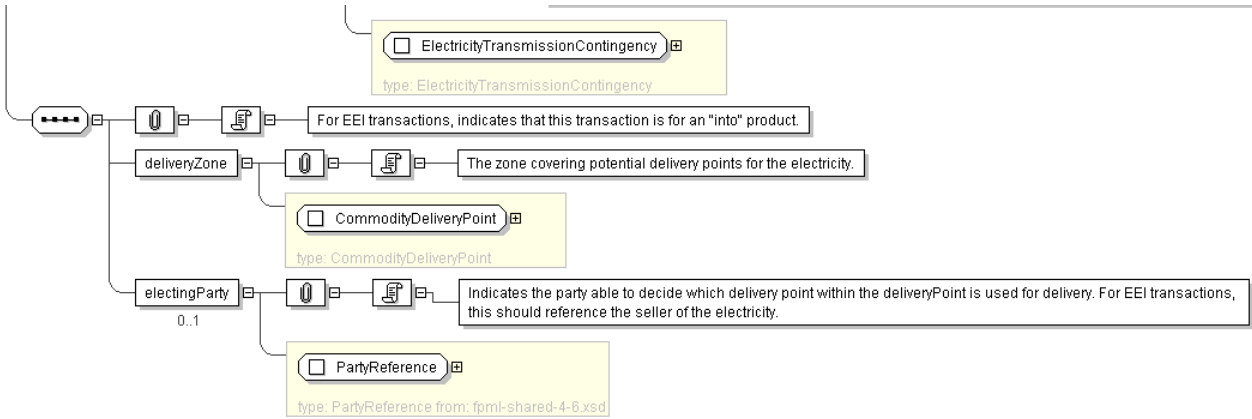 ElectricityTransmissionContingency
type: ElectricityTransmissionContingency
For EEI transactions, indicates that this transaction is for an "into" product.
deliveryZone
The zone covering potential delivery points for the electricity.
CommodityDeliveryPoint
type: CommodityDeliveryPoint
electingParty
0..1
Indicates the party able to decide which delivery point within the deliveryPoint is used for delivery. For EEI transactions,
this should reference the seller of the electricity.
PartyReference
type: PartyReference from: fpml-shared-4-6.xsd